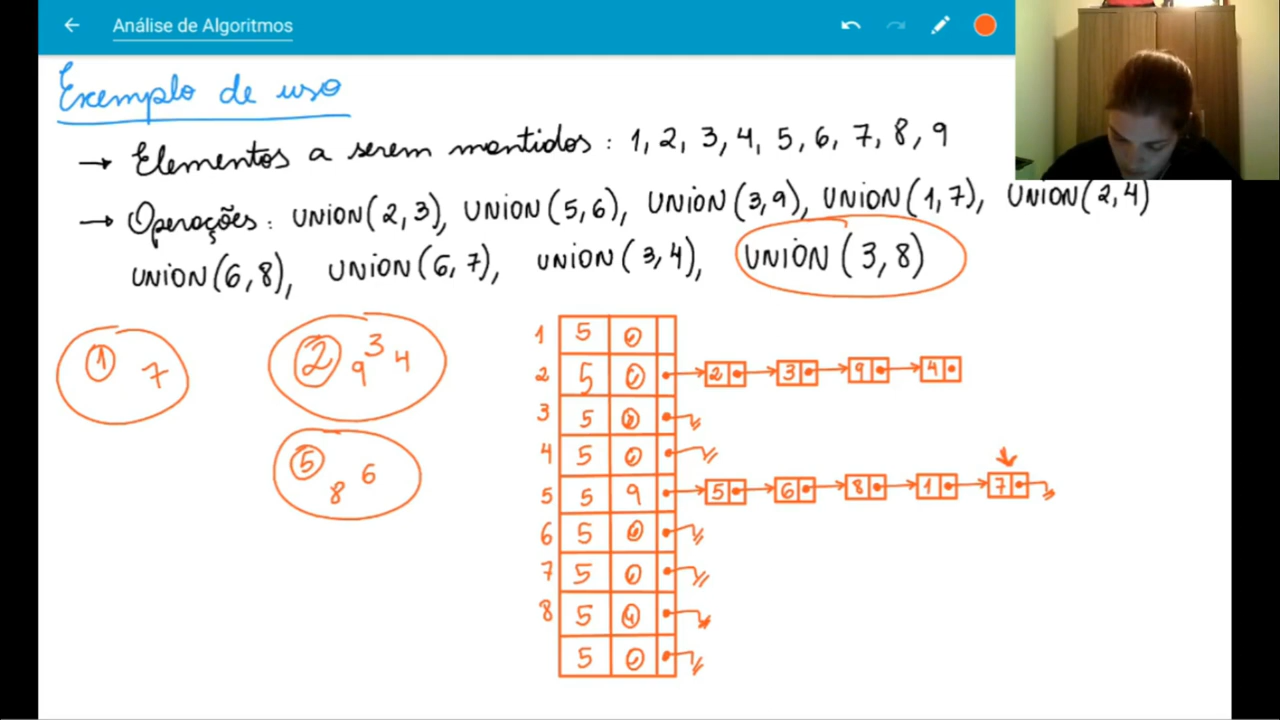 Análise de Algoritmos
Exemplo de uso
→ Elementos a serem mantidos: 1, 2, 3, 4, 5, 6, 7, 8, 9
→ Operações: UNION(2,3), UNION(5,6), UNION(3,9), UNION(1,7), UNION(2,4)
UNION(6,8), UNION(6,7), UNION(3,4), UNION(3,8)
1 7
2 9 3 4
5 8 6
1 5 0
2 5 0 2 3 9 4
3 5 0
4 5 0
5 5 9 5 6 8 1 7
6 5 0
7 5 0
8 5 0
5 0